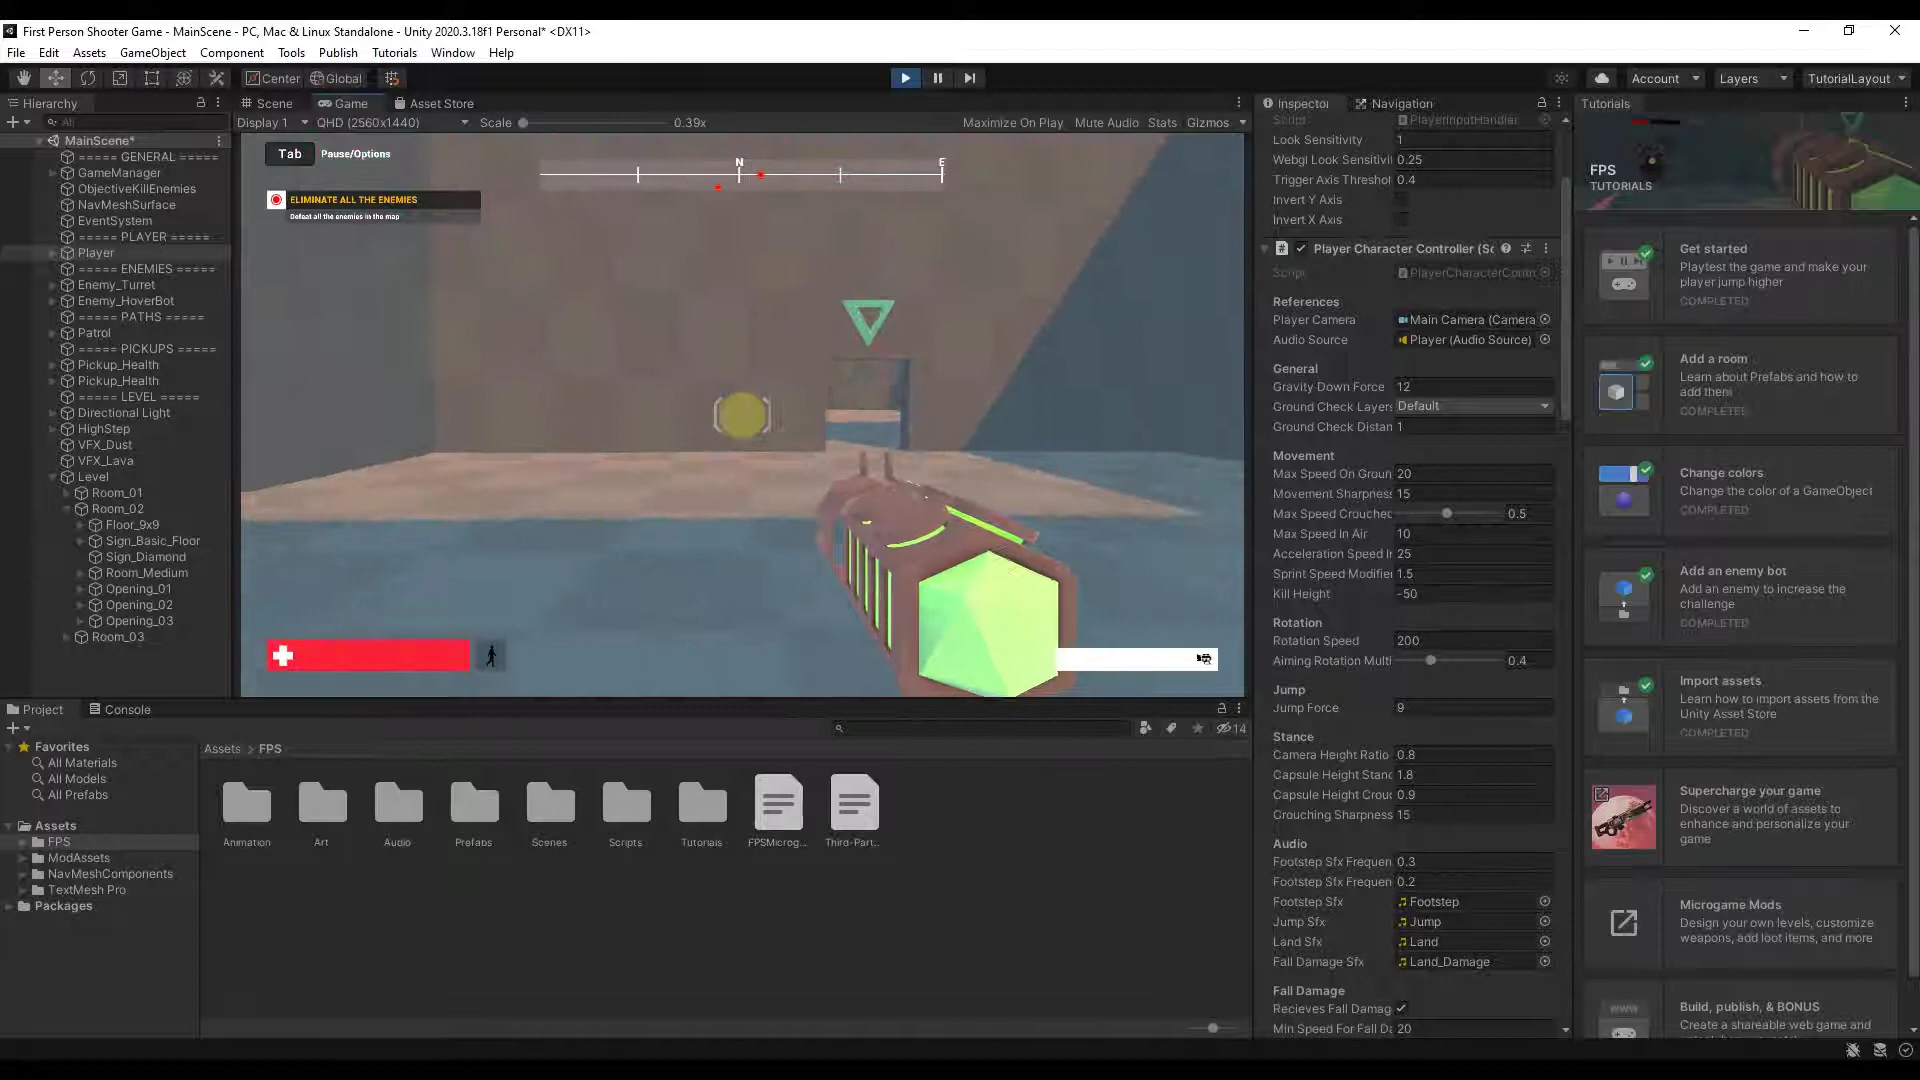 First Person Shooter Game - MainScene - PC, Mac & Linux Standalone - Unity 2020.3.18f1 Personal* <DX11>
File Edit Assets GameObject Component Tools Publish Tutorials Window Help
Center Global
Account Layers TutorialLayout
Hierarchy
All
MainScene*
===== GENERAL =====
GameManager
ObjectiveKillEnemies
NavMeshSurface
EventSystem
===== PLAYER =====
Player
===== ENEMIES =====
Enemy_Turret
Enemy_HoverBot
===== PATHS =====
Patrol
===== PICKUPS =====
Pickup_Health
Pickup_Health
===== LEVEL =====
Directional Light
HighStep
VFX_Dust
VFX_Lava
Level
Room_01
Room_02
Floor_9x9
Sign_Basic_Floor
Sign_Diamond
Room_Medium
Opening_01
Opening_02
Opening_03
Room_03
Scene Game Asset Store
Display 1 QHD (2560x1440) Scale 0.39x Maximize On Play Mute Audio Stats Gizmos
Tab Pause/Options
N E
ELIMINATE ALL THE ENEMIES
Defeat all the enemies in the map
Project Console
14
Favorites
All Materials
All Models
All Prefabs
Assets
FPS
ModAssets
NavMeshComponents
TextMesh Pro
Packages
Assets > FPS
Animation Art Audio Prefabs Scenes Scripts Tutorials FPSMicrog... Third-Part...
Inspector Navigation
Script PlayerInputHandler
Look Sensitivity 1
Webgl Look Sensitivi 0.25
Trigger Axis Threshol 0.4
Invert Y Axis
Invert X Axis
Player Character Controller (Sc
Script PlayerCharacterContr
References
Player Camera Main Camera (Camera
Audio Source Player (Audio Source)
General
Gravity Down Force 12
Ground Check Layers Default
Ground Check Distan 1
Movement
Max Speed On Groun 20
Movement Sharpness 15
Max Speed Crouched 0.5
Max Speed In Air 10
Acceleration Speed Ir 25
Sprint Speed Modifier 1.5
Kill Height -50
Rotation
Rotation Speed 200
Aiming Rotation Multi 0.4
Jump
Jump Force 9
Stance
Camera Height Ratio 0.8
Capsule Height Stanc 1.8
Capsule Height Crouc 0.9
Crouching Sharpness 15
Audio
Footstep Sfx Frequen 0.3
Footstep Sfx Frequen 0.2
Footstep Sfx Footstep
Jump Sfx Jump
Land Sfx Land
Fall Damage Sfx Land_Damage
Fall Damage
Recieves Fall Damag
Min Speed For Fall Da 20
Tutorials
FPS
TUTORIALS
Get started
Playtest the game and make your
player jump higher
COMPLETED
Add a room
Learn about Prefabs and how to
add them
COMPLETED
Change colors
Change the color of a GameObject
COMPLETED
Add an enemy bot
Add an enemy to increase the
challenge
COMPLETED
Import assets
Learn how to import assets from the
Unity Asset Store
COMPLETED
Supercharge your game
Discover a world of assets to
enhance and personalize your
game
Microgame Mods
Design your own levels, customize
weapons, add loot items, and more
www
Build, publish, & BONUS
Create a shareable web game and